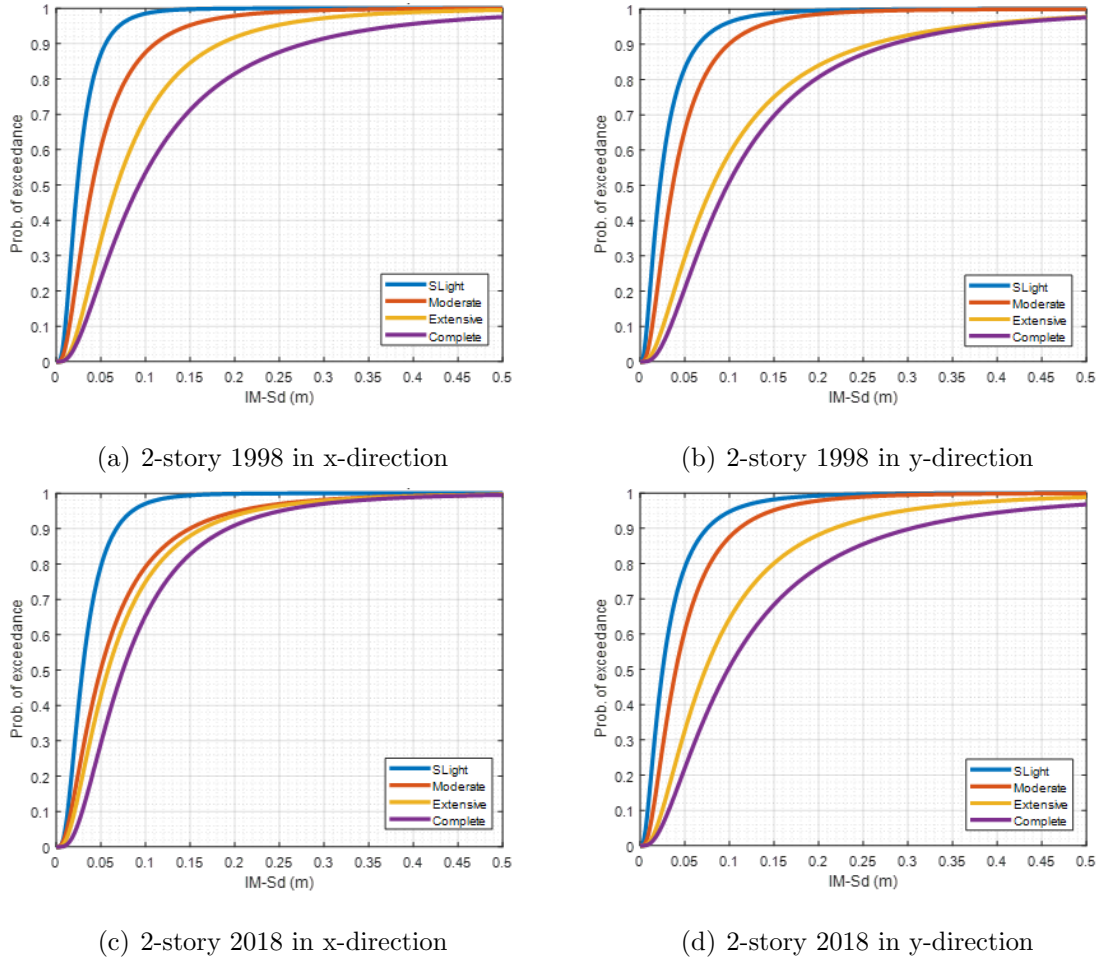 1
0.9
0.8
0.7
0.6
0.5
0.4
0.3
0.2
0.1
0
Prob. of exceedance
SLight
Moderate
Extensive
Complete
0 0.05 0.1 0.15 0.2 0.25 0.3 0.35 0.4 0.45 0.5
IM-Sd (m)
(a) 2-story 1998 in x-direction
1
0.9
0.8
0.7
0.6
0.5
0.4
0.3
0.2
0.1
0
Prob. of exceedance
SLight
Moderate
Extensive
Complete
0 0.05 0.1 0.15 0.2 0.25 0.3 0.35 0.4 0.45 0.5
IM-Sd (m)
(b) 2-story 1998 in y-direction
1
0.9
0.8
0.7
0.6
0.5
0.4
0.3
0.2
0.1
0
Prob. of exceedance
SLight
Moderate
Extensive
Complete
0 0.05 0.1 0.15 0.2 0.25 0.3 0.35 0.4 0.45 0.5
IM-Sd (m)
(c) 2-story 2018 in x-direction
1
0.9
0.8
0.7
0.6
0.5
0.4
0.3
0.2
0.1
0
Prob. of exceedance
SLight
Moderate
Extensive
Complete
0 0.05 0.1 0.15 0.2 0.25 0.3 0.35 0.4 0.45 0.5
IM-Sd (m)
(d) 2-story 2018 in y-direction